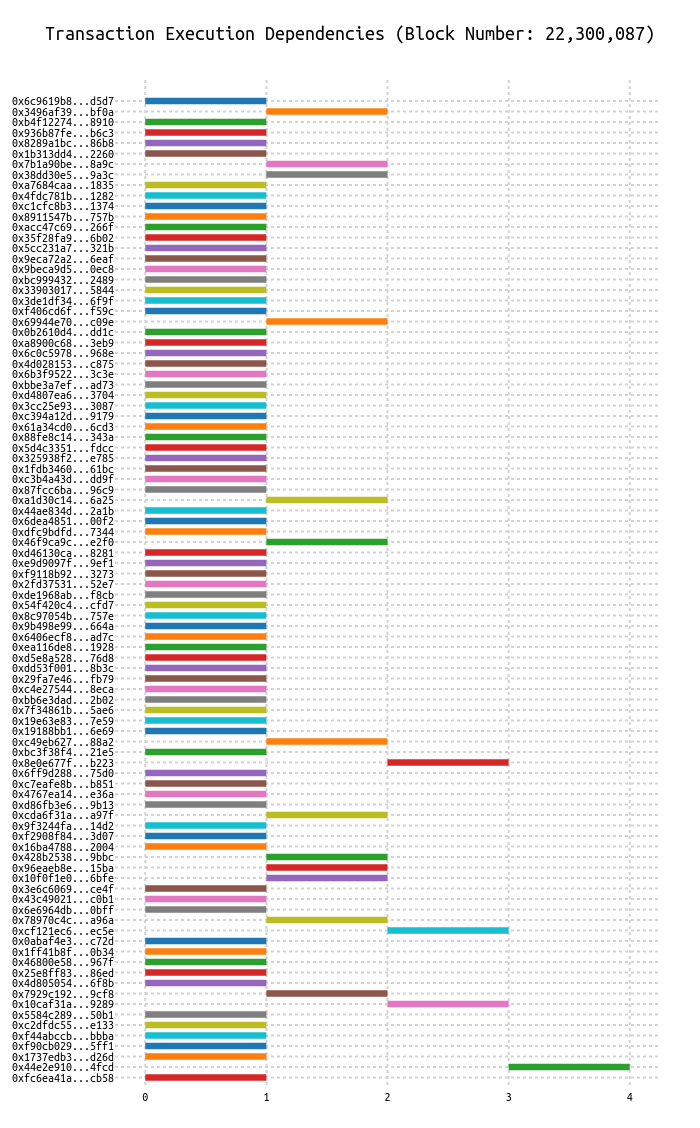 Transaction Execution Dependencies (Block Number: 22,300,087)
0x6c9619b8...d5d7
0x3496af39...bf0a
0xb4f12274...8910
0x936b87fe...b6c3
0x8289a1bc...86b8
0x1b313dd4...2260
0x7b1a90be...8a9c
0x38dd30e5...9a3c
0xa7684caa...1835
0x4fdc781b...1282
0xc1cfc8b3...1374
0x8911547b...757b
0xacc47c69...266f
0x35f28fa9...6b02
0x5cc231a7...321b
0x9eca72a2...6eaf
0x9beca9d5...0ec8
0xbc999432...2489
0x33903017...5844
0x3de1df34...6f9f
0xf406cd6f...f59c
0x69944e70...c09e
0x0b2610d4...dd1c
0xa8900c68...3eb9
0x6c0c5978...968e
0x4d028153...c875
0x6b3f9522...3c3e
0xbbe3a7ef...ad73
0xd4807ea6...3704
0x3cc25e93...3087
0xc394a12d...9179
0x61a34cd0...6cd3
0x88fe8c14...343a
0x5d4c3351...fdcc
0x325938f2...e785
0x1fdb3460...61bc
0xc3b4a43d...dd9f
0x87fcc6ba...96c9
0xa1d30c14...6a25
0x44ae834d...2a1b
0x6dea4851...00f2
0xdfc9bdfd...7344
0x46f9ca9c...e2f0
0xd46130ca...8281
0xe9d9097f...9ef1
0xf9118b92...3273
0x2fd37531...52e7
0xde1968ab...f8cb
0x54f420c4...cfd7
0x8c97054b...757e
0x9b498e99...664a
0x6406ecf8...ad7c
0xea116de8...1928
0xd5e8a528...76d8
0xdd53f001...8b3c
0x29fa7e46...fb79
0xc4e27544...8eca
0xbb6e3dad...2b02
0x7f34861b...5ae6
0x19e63e83...7e59
0x19188bb1...6e69
0xc49eb627...88a2
0xbc3f38f4...21e5
0x8e0e677f...b223
0x6ff9d288...75d0
0xc7eafe8b...b851
0x4767ea14...e36a
0xd86fb3e6...9b13
0xcda6f31a...a97f
0x9f3244fa...14d2
0xf2908f84...3d07
0x16ba4788...2004
0x428b2538...9bbc
0x96eaeb8e...15ba
0x10f0f1e0...6bfe
0x3e6c6069...ce4f
0x43c49021...c0b1
0x6e6964db...0bff
0x78970c4c...a96a
0xcf121ec6...ec5e
0x0abaf4e3...c72d
0x1ff41b8f...0b34
0x46800e58...967f
0x25e8ff83...86ed
0x4d805054...6f8b
0x7929c192...9cf8
0x10caf31a...9289
0x5584c289...50b1
0xc2dfdc55...e133
0xf44abccb...bbba
0xf90cb029...5ff1
0x1737edb3...d26d
0x44e2e910...4fcd
0xfc6ea41a...cb58
0 1 2 3 4